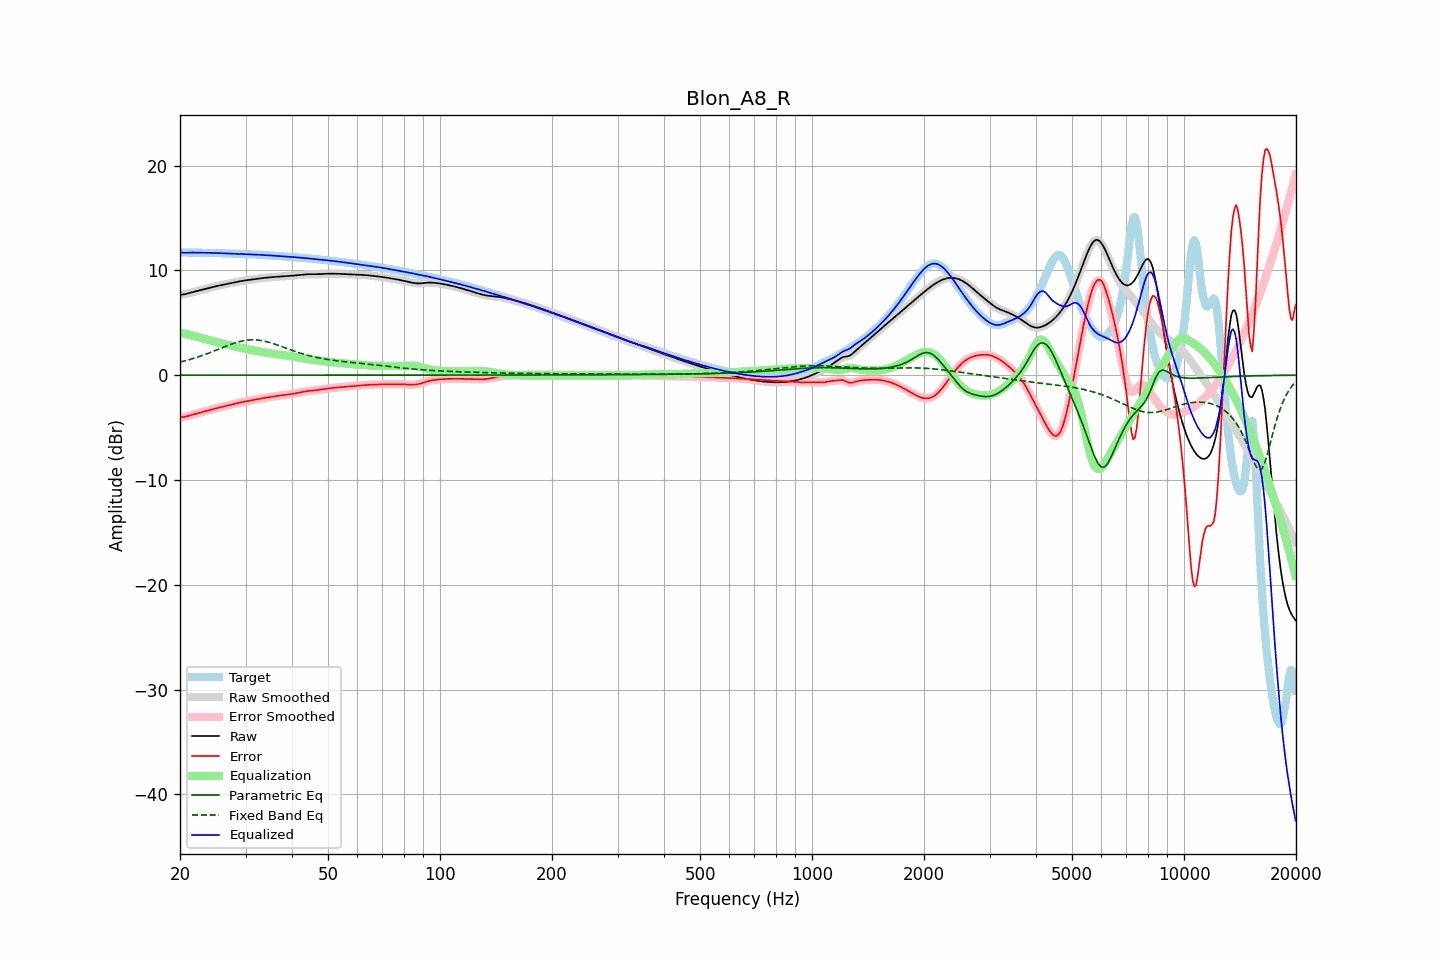 Blon_A8_R
20
10
0
−10
−20
−30
−40
Amplitude (dBr)
Target
Raw Smoothed
Error Smoothed
Raw
Error
Equalization
Parametric Eq
Fixed Band Eq
Equalized
20 50 100 200 500 1000 2000 5000 10000 20000
Frequency (Hz)